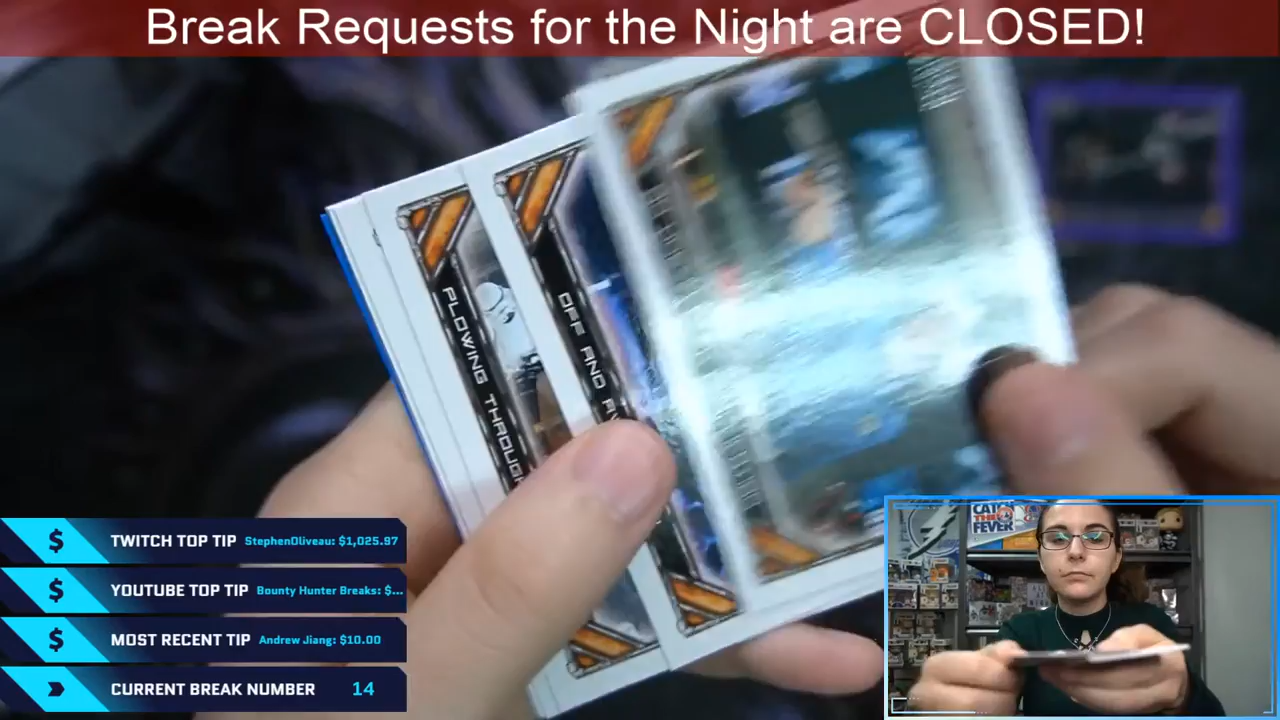 Break Requests for the Night are CLOSED!
PLOWING THROUGH
OFF AND
CATCH
THE
FEVER
TWITCH TOP TIP StephenOliveau: $1,025.97
YOUTUBE TOP TIP Bounty Hunter Breaks: $...
MOST RECENT TIP Andrew Jiang: $10.00
CURRENT BREAK NUMBER 14